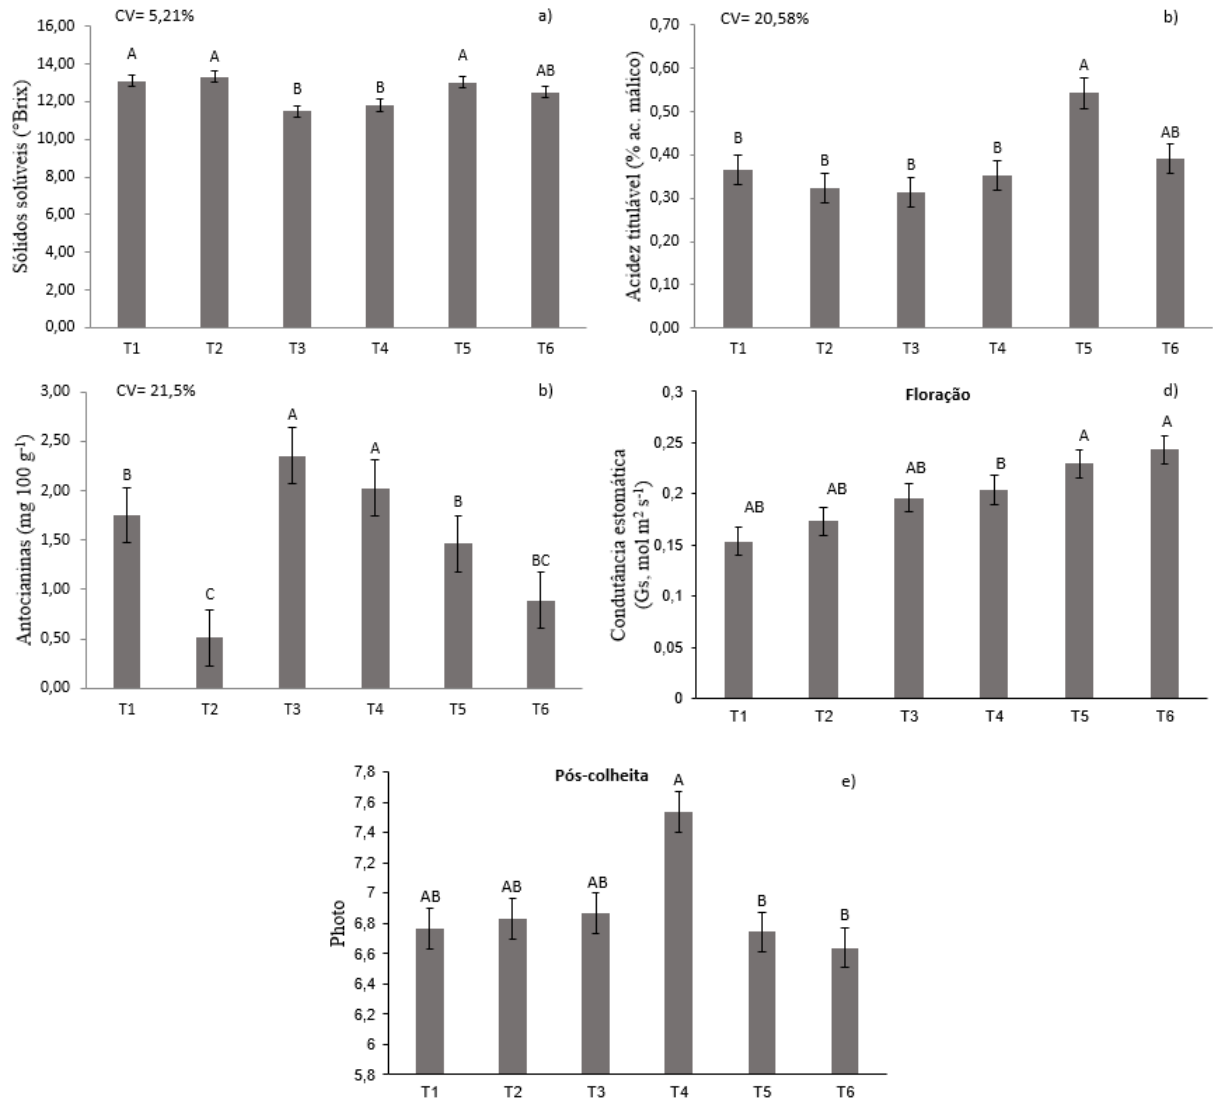 CV= 5,21%
a)
Sólidos solúveis (°Brix)
16,00
14,00
12,00
10,00
8,00
6,00
4,00
2,00
0,00
A
A
B
B
A
AB
T1 T2 T3 T4 T5 T6
CV= 20,58%
b)
Acidez titulável (% ac. málico)
0,70
0,60
0,50
0,40
0,30
0,20
0,10
0,00
B
B
B
B
A
AB
T1 T2 T3 T4 T5 T6
CV= 21,5%
b)
Antocianinas (mg 100 g⁻¹)
3,00
2,50
2,00
1,50
1,00
0,50
0,00
B
C
A
A
B
BC
T1 T2 T3 T4 T5 T6
Floração
d)
Condutância estomática
(Gs, mol m² s-¹)
0,3
0,25
0,2
0,15
0,1
0,05
0
AB
AB
AB
B
A
A
T1 T2 T3 T4 T5 T6
Pós-colheita
e)
Photo
7,8
7,6
7,4
7,2
7
6,8
6,6
6,4
6,2
6
5,8
AB
AB
AB
A
B
B
T1 T2 T3 T4 T5 T6